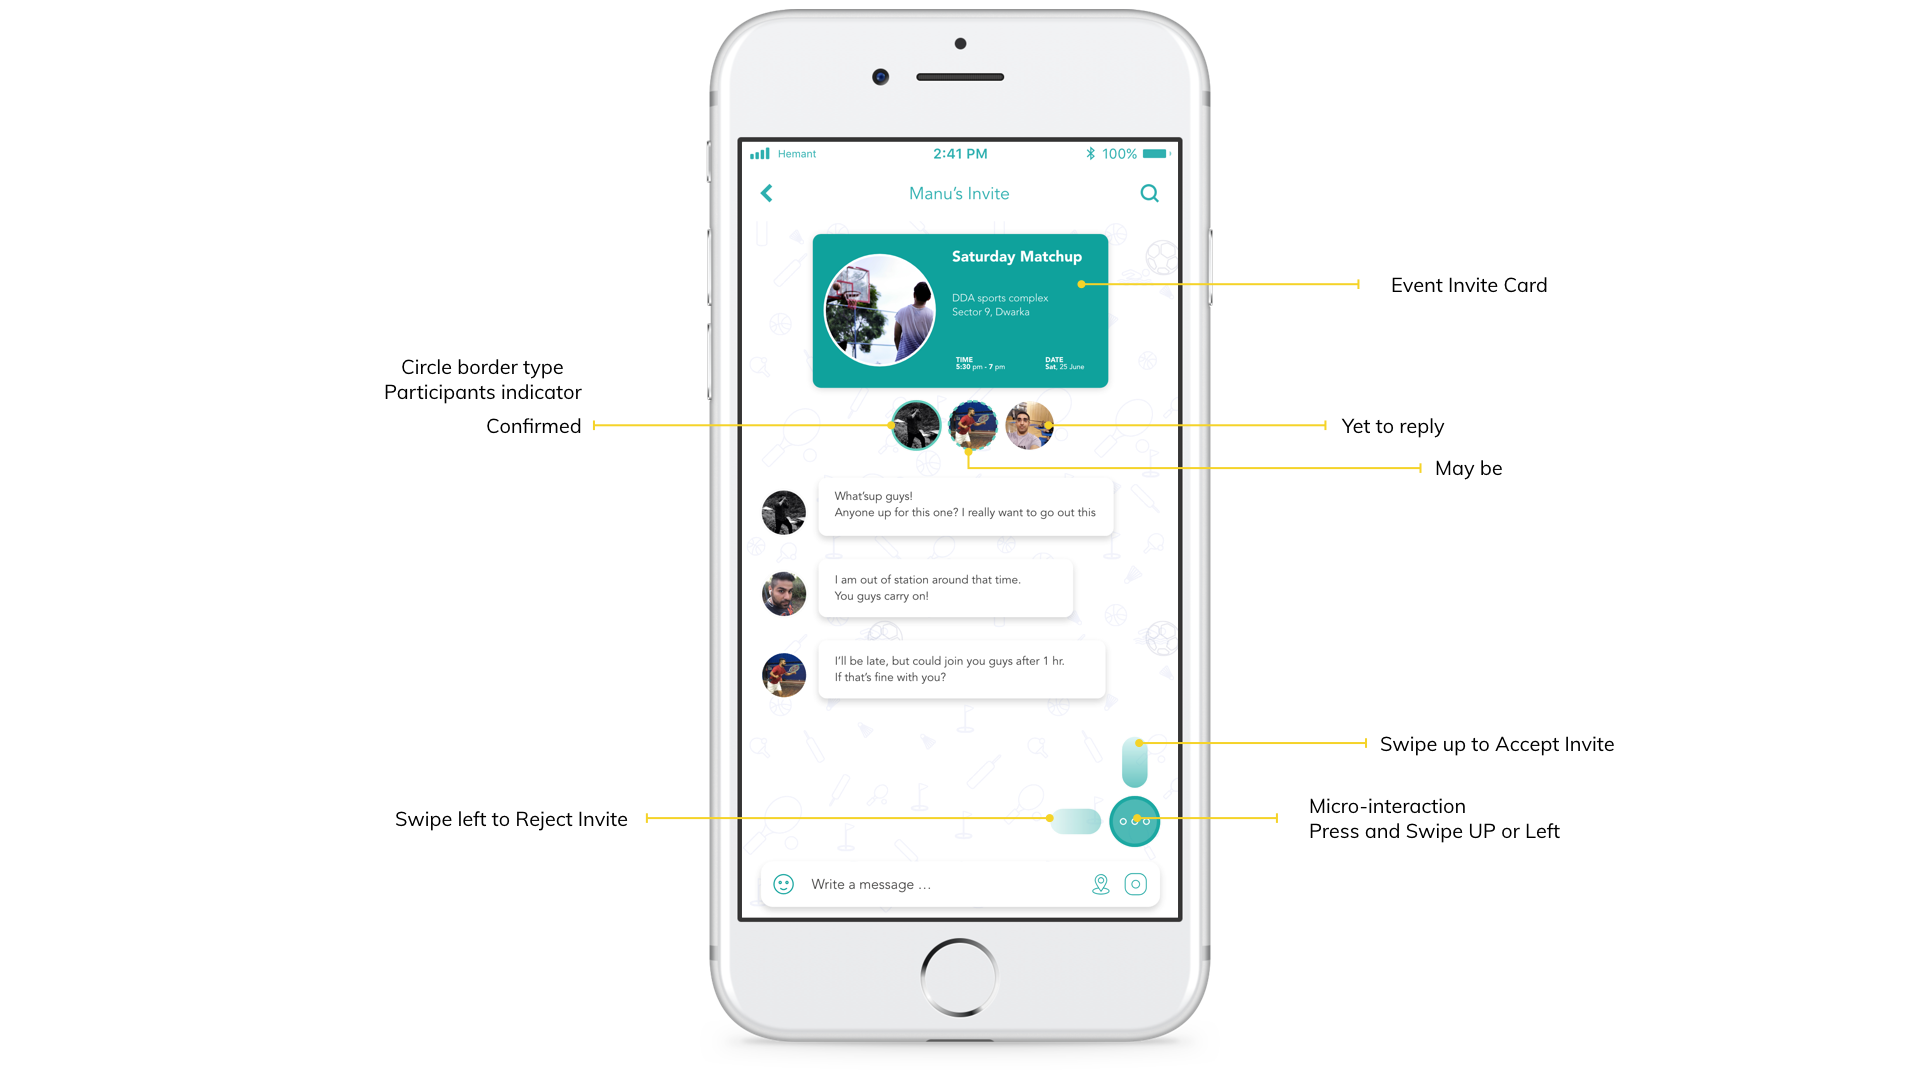 Hemant
2:41 PM
100%
Manu's Invite
Saturday Matchup
DDA sports complex
Sector 9, Dwarka
TIME
5:30 pm - 7 pm
DATE
Sat, 25 June
Event Invite Card
Circle border type
Participants indicator
Confirmed
Yet to reply
May be
What'sup guys!
Anyone up for this one? I really want to go out this
I am out of station around that time.
You guys carry on!
I'll be late, but could join you guys after 1 hr.
If that's fine with you?
Swipe up to Accept Invite
Swipe left to Reject Invite
Micro-interaction
Press and Swipe UP or Left
Write a message ...